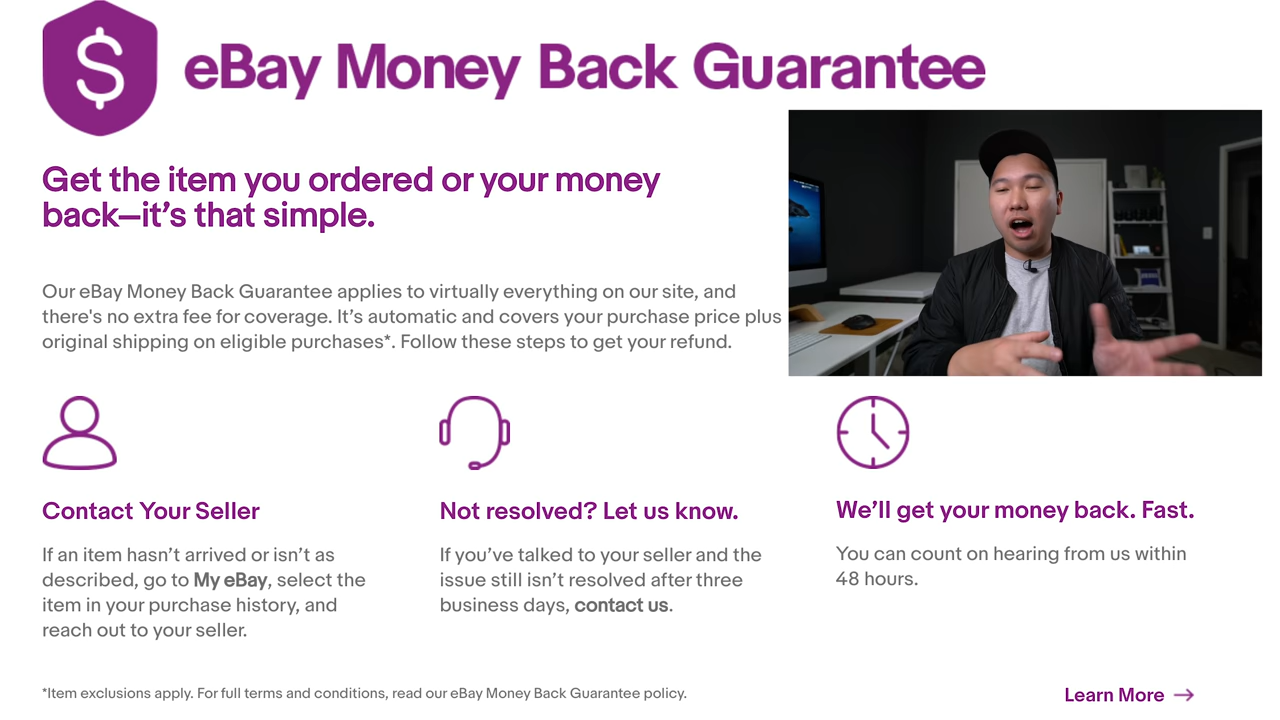 $ eBay Money Back Guarantee
Get the item you ordered or your money
back—it’s that simple.
Our eBay Money Back Guarantee applies to virtually everything on our site, and
there's no extra fee for coverage. It’s automatic and covers your purchase price plus
original shipping on eligible purchases*. Follow these steps to get your refund.
Contact Your Seller
If an item hasn’t arrived or isn’t as
described, go to My eBay, select the
item in your purchase history, and
reach out to your seller.
Not resolved? Let us know.
If you’ve talked to your seller and the
issue still isn’t resolved after three
business days, contact us.
We’ll get your money back. Fast.
You can count on hearing from us within
48 hours.
*Item exclusions apply. For full terms and conditions, read our eBay Money Back Guarantee policy.
Learn More →